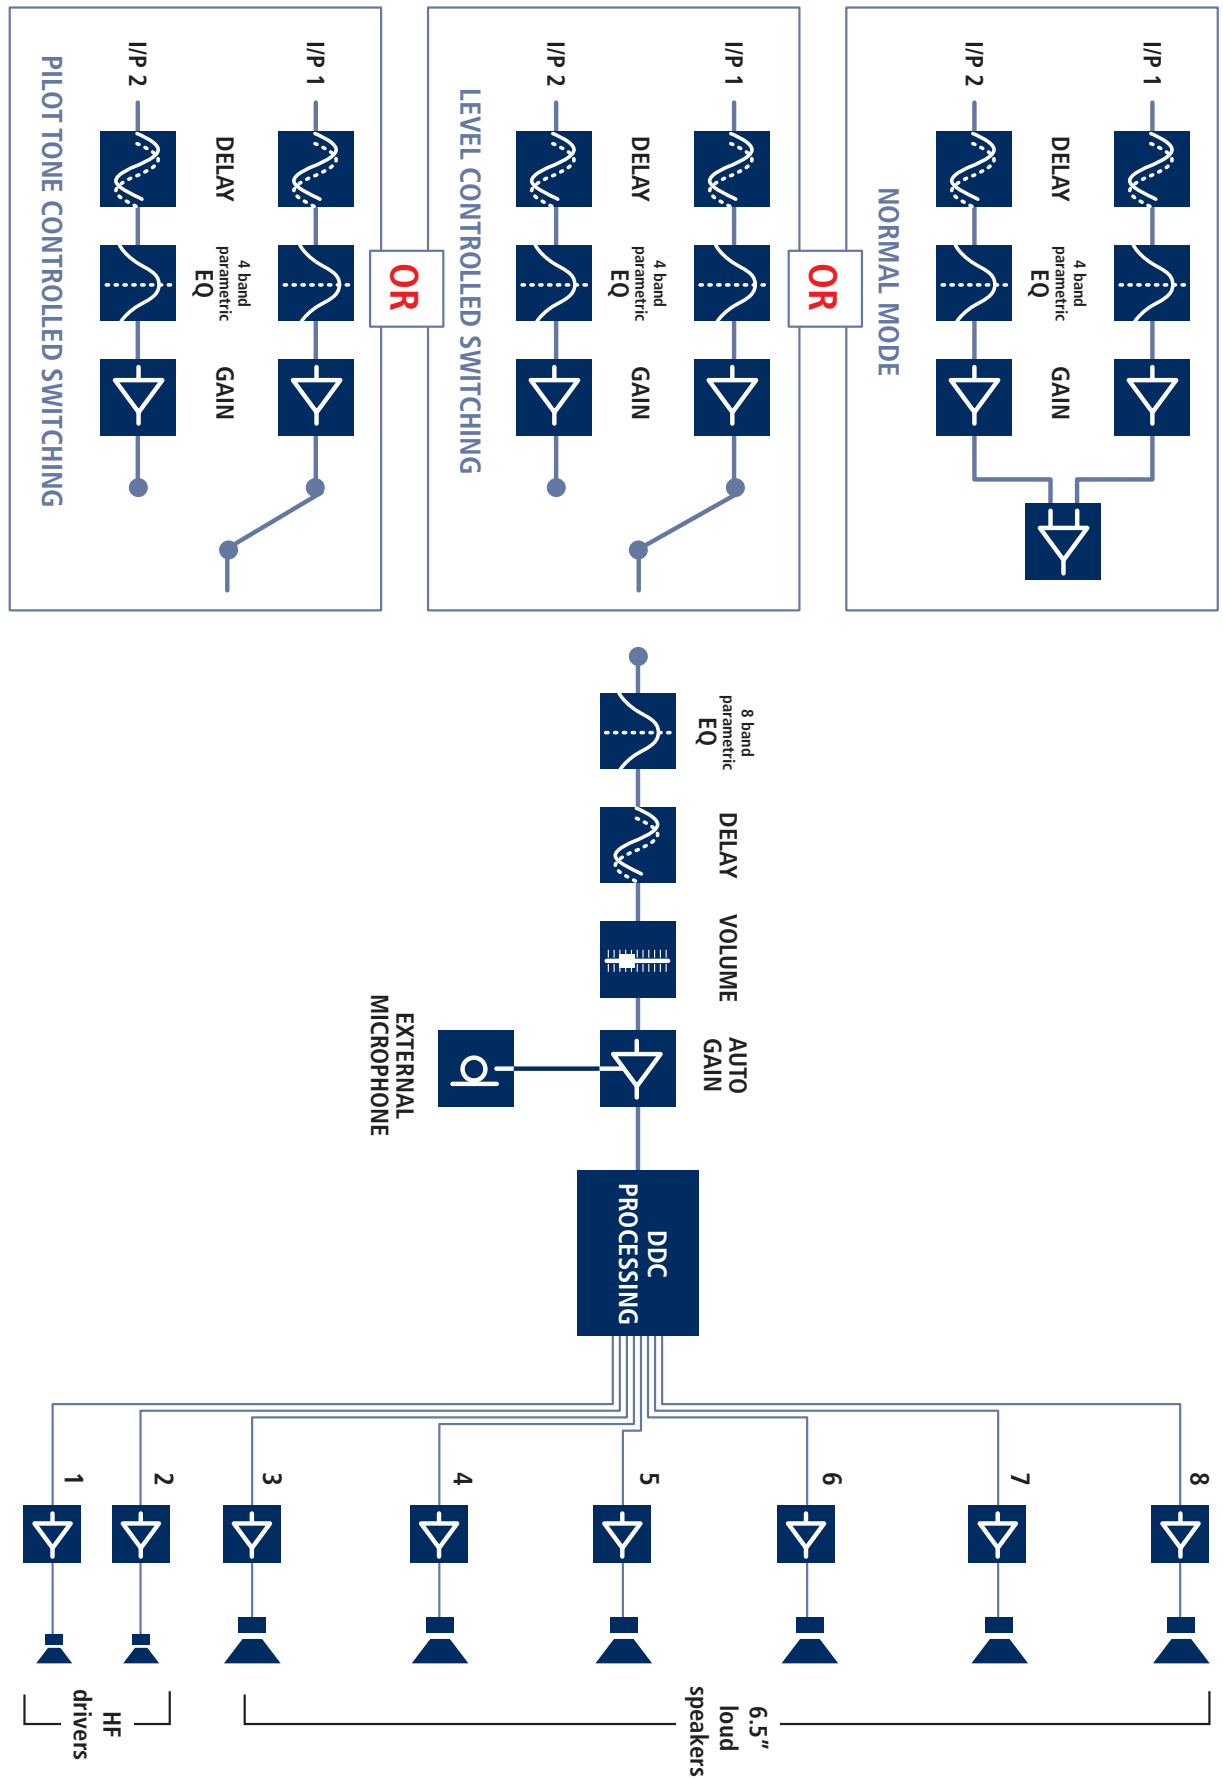 I/P 1
DELAY
4 band
parametric
EQ
GAIN
I/P 2
NORMAL MODE
OR
I/P 1
DELAY
4 band
parametric
EQ
GAIN
I/P 2
LEVEL CONTROLLED SWITCHING
OR
I/P 1
DELAY
4 band
parametric
EQ
GAIN
I/P 2
PILOT TONE CONTROLLED SWITCHING
8 band
parametric
EQ
DELAY
VOLUME
AUTO
GAIN
EXTERNAL
MICROPHONE
DDC
PROCESSING
8
7
6
5
4
3
2
1
6.5”
loud
speakers
HF
drivers